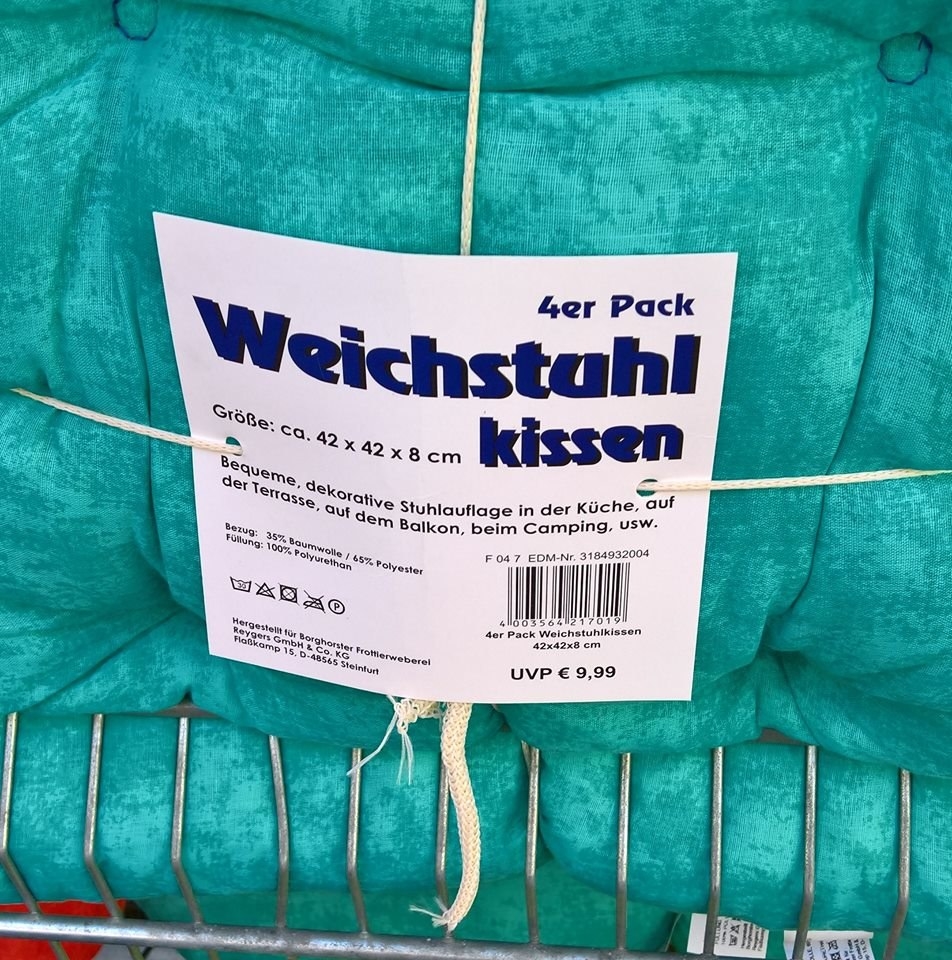 4er Pack
Weichstuhl
kissen
Größe: ca. 42 x 42 x 8 cm
Bequeme, dekorative Stuhlauflage in der Küche, auf
der Terrasse, auf dem Balkon, beim Camping, usw.
Bezug: 35% Baumwolle / 65% Polyester
Füllung: 100% Polyurethan
30
P
Hergestellt für Borghorster Frottierweberei
Reygers GmbH & Co. KG
Flaßkamp 15, D-48565 Steinfurt
F 04 7 EDM-Nr. 3184932004
4 003564 217019
4er Pack Weichstuhlkissen
42x42x8 cm
UVP € 9,99